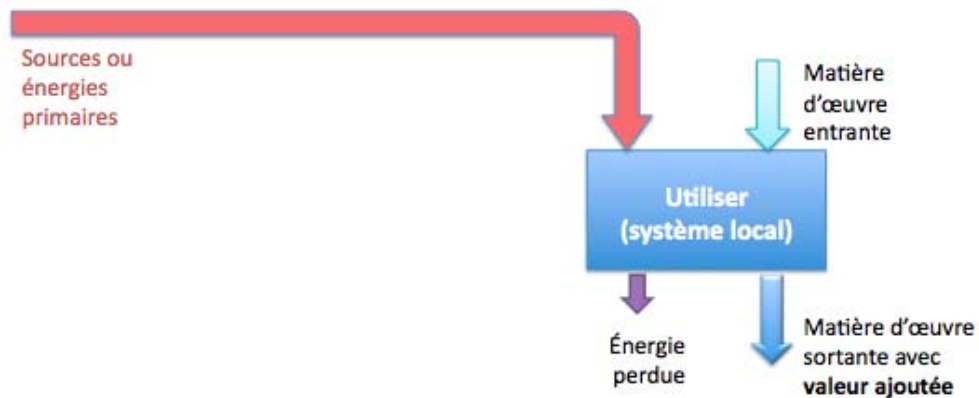 Sources ou
énergies
primaires
Matière
d'œuvre
entrante
Utiliser
(système local)
Énergie
perdue
Matière d'œuvre
sortante avec
valeur ajoutée